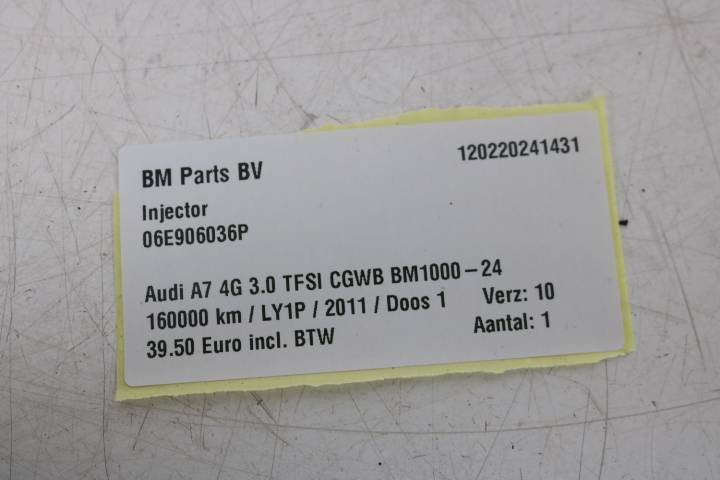 BM Parts BV 120220241431
Injector
06E906036P
Audi A7 4G 3.0 TFSI CGWB BM1000-24
160000 km / LY1P / 2011 / Doos 1 Verz: 10
39.50 Euro incl. BTW Aantal: 1